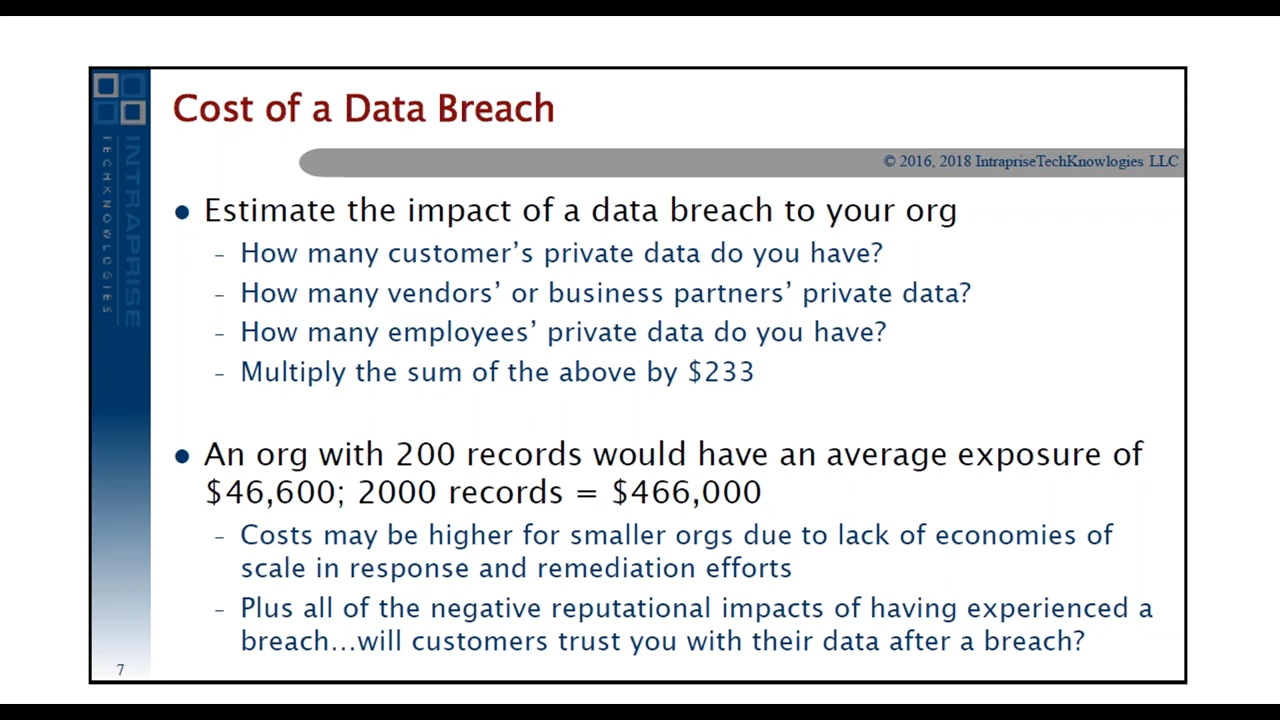 Cost of a Data Breach
© 2016, 2018 IntrapriseTechKnowlogies LLC
INTRAPRISE
TECHKNOWLOGIES
● Estimate the impact of a data breach to your org
– How many customer’s private data do you have?
– How many vendors’ or business partners’ private data?
– How many employees’ private data do you have?
– Multiply the sum of the above by $233
● An org with 200 records would have an average exposure of
$46,600; 2000 records = $466,000
– Costs may be higher for smaller orgs due to lack of economies of
scale in response and remediation efforts
– Plus all of the negative reputational impacts of having experienced a
breach...will customers trust you with their data after a breach?
7